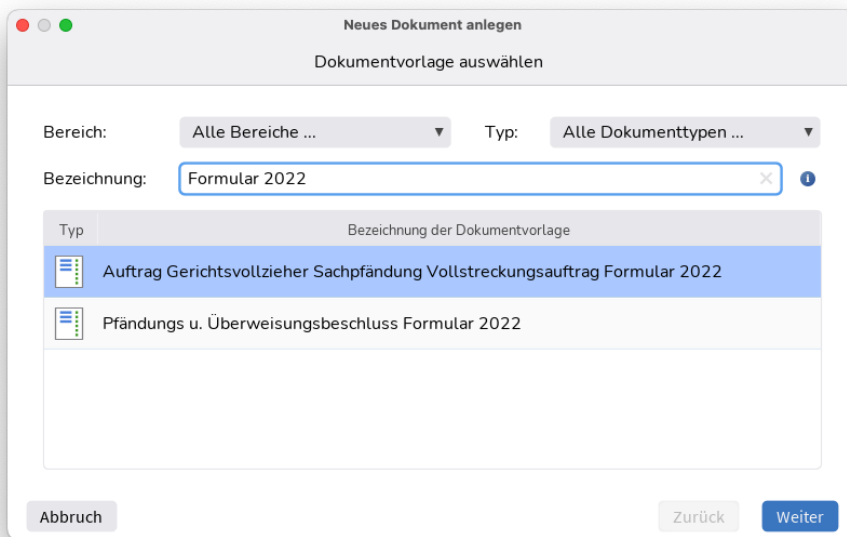 Neues Dokument anlegen
Dokumentvorlage auswählen
Bereich: Alle Bereiche ... Typ: Alle Dokumenttypen ...
Bezeichnung: Formular 2022
Typ Bezeichnung der Dokumentvorlage
Auftrag Gerichtsvollzieher Sachpfändung Vollstreckungsauftrag Formular 2022
Pfändungs u. Überweisungsbeschluss Formular 2022
Abbruch Zurück Weiter